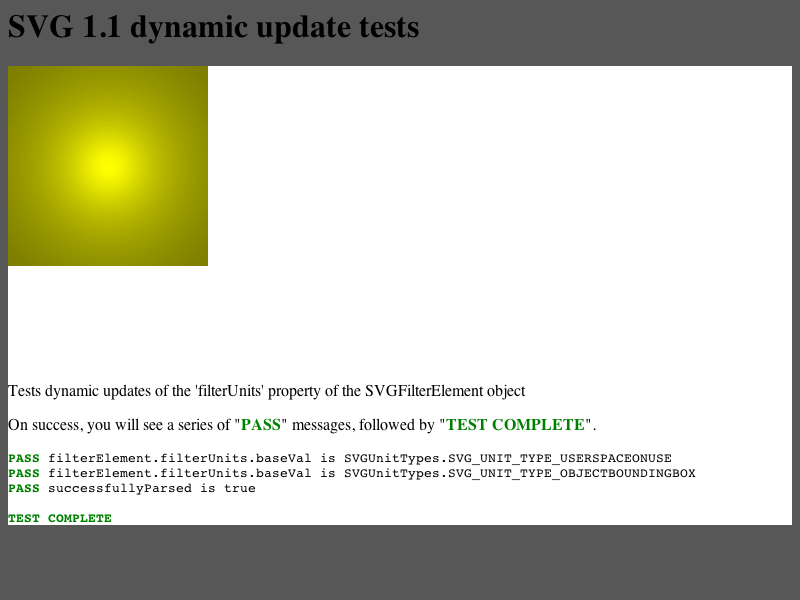 SVG 1.1 dynamic update tests
Tests dynamic updates of the 'filterUnits' property of the SVGFilterElement object
On success, you will see a series of "PASS" messages, followed by "TEST COMPLETE".
PASS filterElement.filterUnits.baseVal is SVGUnitTypes.SVG_UNIT_TYPE_USERSPACEONUSE
PASS filterElement.filterUnits.baseVal is SVGUnitTypes.SVG_UNIT_TYPE_OBJECTBOUNDINGBOX
PASS successfullyParsed is true
TEST COMPLETE